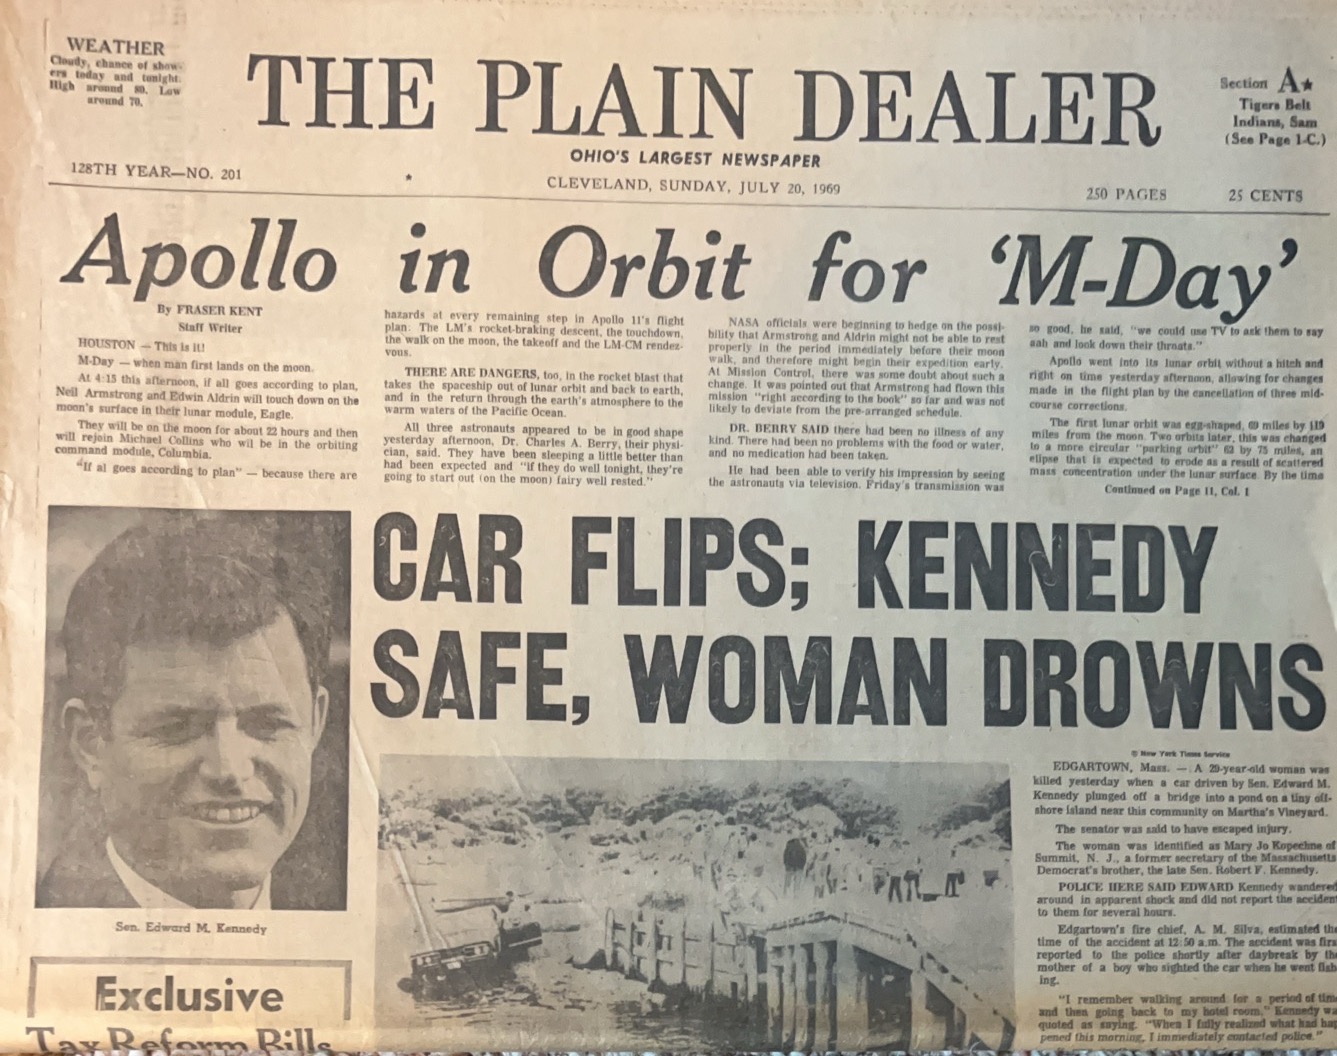 WEATHER
Cloudy, chance of show-
ers today and tonight.
High around 80. Low
around 70.
THE PLAIN DEALER
OHIO'S LARGEST NEWSPAPER
Section A★
Tigers Belt
Indians, Sam
(See Page 1-C.)
128TH YEAR—NO. 201
★
CLEVELAND, SUNDAY, JULY 20, 1969
250 PAGES
25 CENTS
Apollo in Orbit for ‘M-Day’
By FRASER KENT
Staff Writer
HOUSTON — This is it!
M-Day — when man first lands on the moon.
At 4:15 this afternoon, if all goes according to plan,
Neil Armstrong and Edwin Aldrin will touch down on the
moon's surface in their lunar module, Eagle.
They will be on the moon for about 22 hours and then
will rejoin Michael Collins who wil be in the orbiting
command module, Columbia.
"If al goes according to plan" — because there are
hazards at every remaining step in Apollo 11's flight
plan: The LM's rocket-braking descent, the touchdown,
the walk on the moon, the takeoff and the LM-CM rendez-
vous.
THERE ARE DANGERS, too, in the rocket blast that
takes the spaceship out of lunar orbit and back to earth,
and in the return through the earth's atmosphere to the
warm waters of the Pacific Ocean.
All three astronauts appeared to be in good shape
yesterday afternoon, Dr. Charles A. Berry, their physi-
cian, said. They have been sleeping a little better than
had been expected and "if they do well tonight, they're
going to start out (on the moon) fairy well rested."
NASA officials were beginning to hedge on the possi-
bility that Armstrong and Aldrin might not be able to rest
properly in the period immediately before their moon
walk, and therefore might begin their expedition early.
At Mission Control, there was some doubt about such a
change. It was pointed out that Armstrong had flown this
mission "right according to the book" so far and was not
likely to deviate from the pre-arranged schedule.
DR. BERRY SAID there had been no illness of any
kind. There had been no problems with the food or water,
and no medication had been taken.
He had been able to verify his impression by seeing
the astronauts via television. Friday's transmission was
so good, he said, "we could use TV to ask them to say
aah and look down their throats."
Apollo went into its lunar orbit without a hitch and
right on time yesterday afternoon, allowing for changes
made in the flight plan by the cancellation of three mid-
course corrections.
The first lunar orbit was egg-shaped, 69 miles by 119
miles from the moon. Two orbits later, this was changed
to a more circular "parking orbit" 62 by 75 miles, an
elipse that is expected to erode as a result of scattered
mass concentration under the lunar surface. By the time
Continued on Page 11, Col. 1
CAR FLIPS; KENNEDY
SAFE, WOMAN DROWNS
Sen. Edward M. Kennedy
Exclusive
Tax Reform Bills
© New York Times Service
EDGARTOWN, Mass. — A 29-year-old woman was
killed yesterday when a car driven by Sen. Edward M.
Kennedy plunged off a bridge into a pond on a tiny off-
shore island near this community on Martha's Vineyard.
The senator was said to have escaped injury.
The woman was identified as Mary Jo Kopechne of
Summit, N. J., a former secretary of the Massachusetts
Democrat's brother, the late Sen. Robert F. Kennedy.
POLICE HERE SAID EDWARD Kennedy wandered
around in apparent shock and did not report the accident
to them for several hours.
Edgartown's fire chief, A. M. Silva, estimated the
time of the accident at 12:50 a.m. The accident was firs
reported to the police shortly after daybreak by th
mother of a boy who sighted the car when he went fish
ing.
"I remember walking around for a period of tim
and then going back to my hotel room," Kennedy wa
quoted as saying. "When I fully realized what had hap
pened this morning, I immediately contacted police."